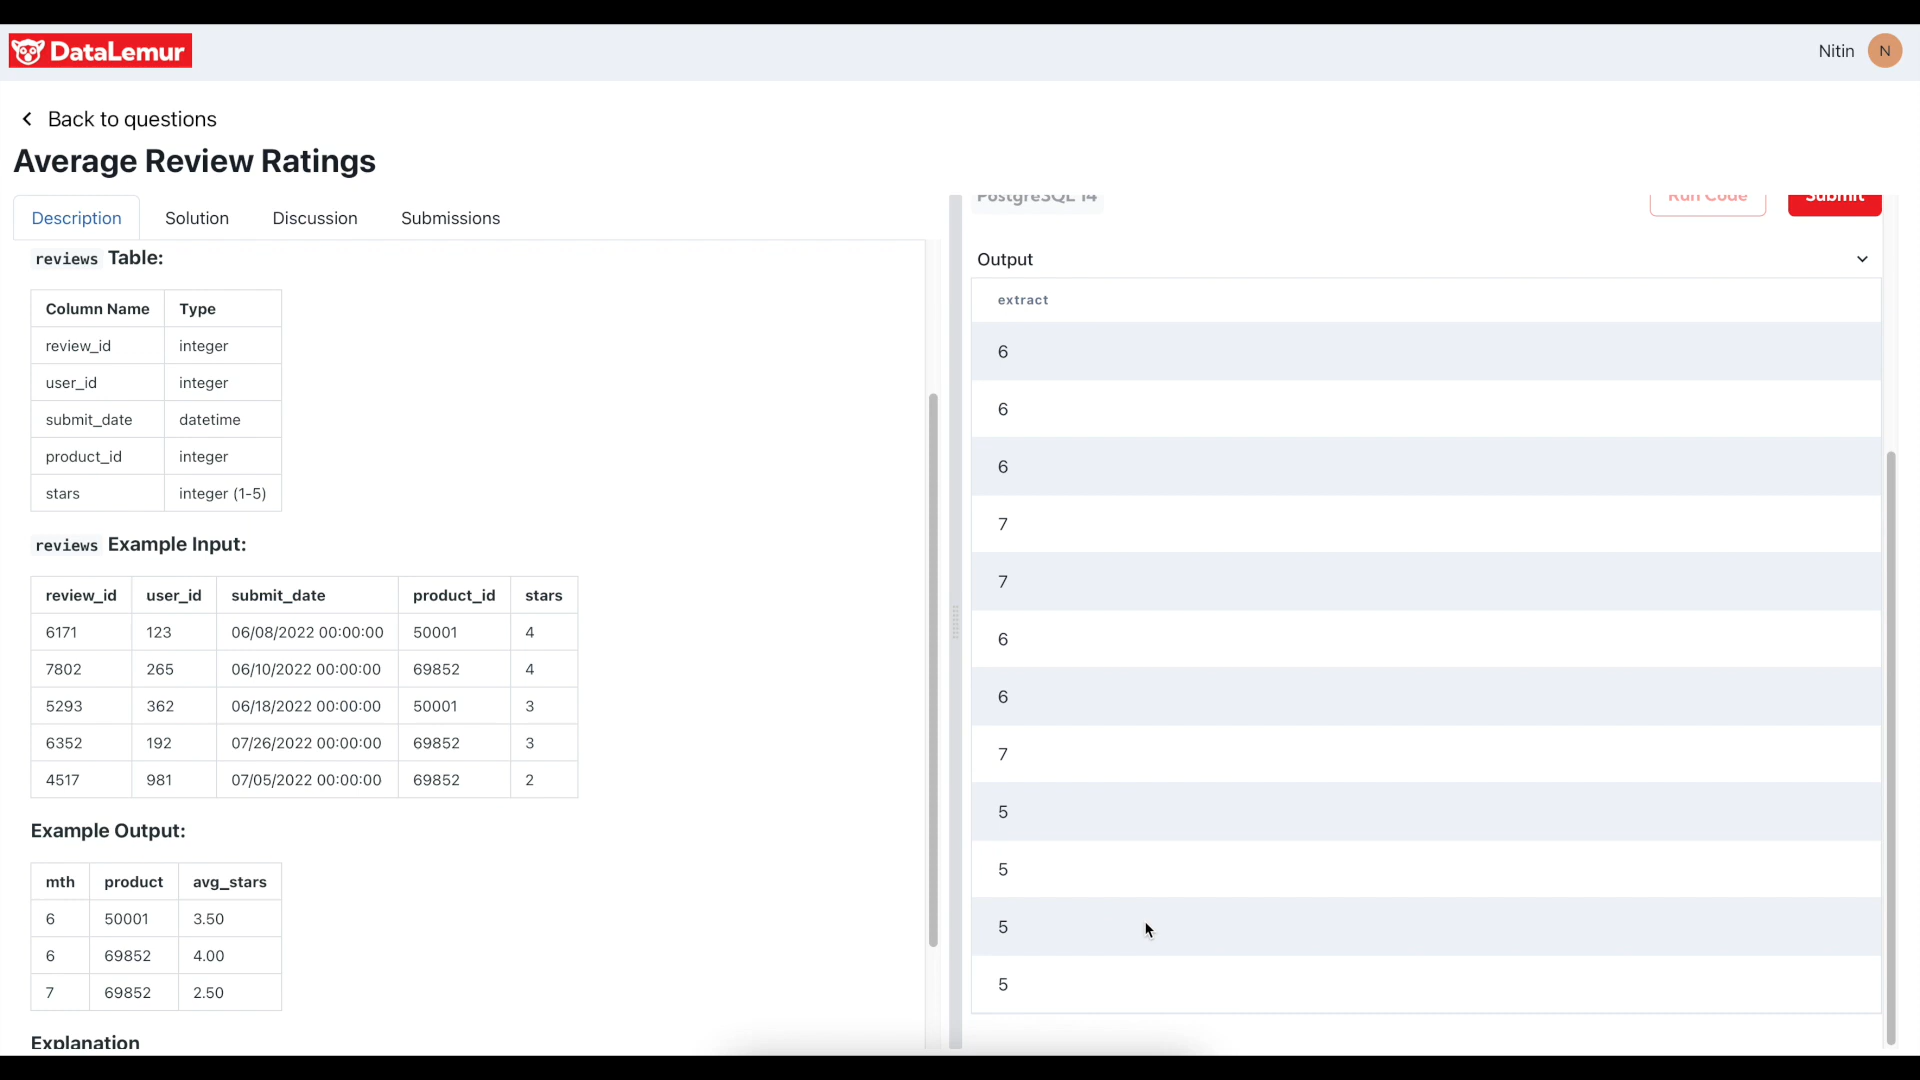 DataLemur
Nitin N
Back to questions
Average Review Ratings
Description Solution Discussion Submissions
reviews Table:
Column Name Type
review_id integer
user_id integer
submit_date datetime
product_id integer
stars integer (1-5)
reviews Example Input:
review_id user_id submit_date product_id stars
6171 123 06/08/2022 00:00:00 50001 4
7802 265 06/10/2022 00:00:00 69852 4
5293 362 06/18/2022 00:00:00 50001 3
6352 192 07/26/2022 00:00:00 69852 3
4517 981 07/05/2022 00:00:00 69852 2
Example Output:
mth product avg_stars
6 50001 3.50
6 69852 4.00
7 69852 2.50
Explanation
PostgreSQL 14 Run Code Submit
Output
extract
6
6
6
7
7
6
6
7
5
5
5
5